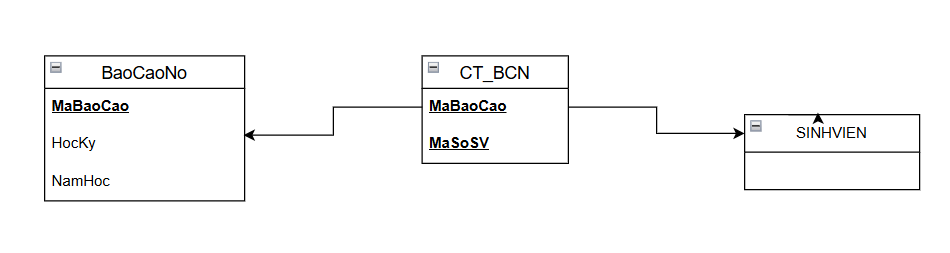 BaoCaoNo
MaBaoCao
HocKy
NamHoc
CT_BCN
MaBaoCao
MaSoSV
SINHVIEN